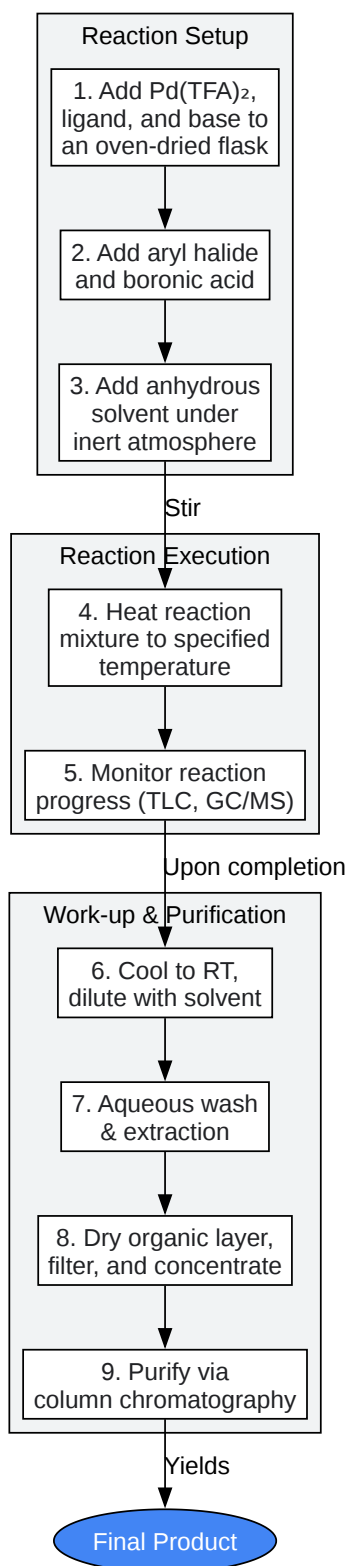 Reaction Setup
1. Add Pd(TFA)₂,
ligand, and base to
an oven-dried flask
2. Add aryl halide
and boronic acid
3. Add anhydrous
solvent under
inert atmosphere
Stir
Reaction Execution
4. Heat reaction
mixture to specified
temperature
5. Monitor reaction
progress (TLC, GC/MS)
Upon completion
Work-up & Purification
6. Cool to RT,
dilute with solvent
7. Aqueous wash
& extraction
8. Dry organic layer,
filter, and concentrate
9. Purify via
column chromatography
Yields
Final Product